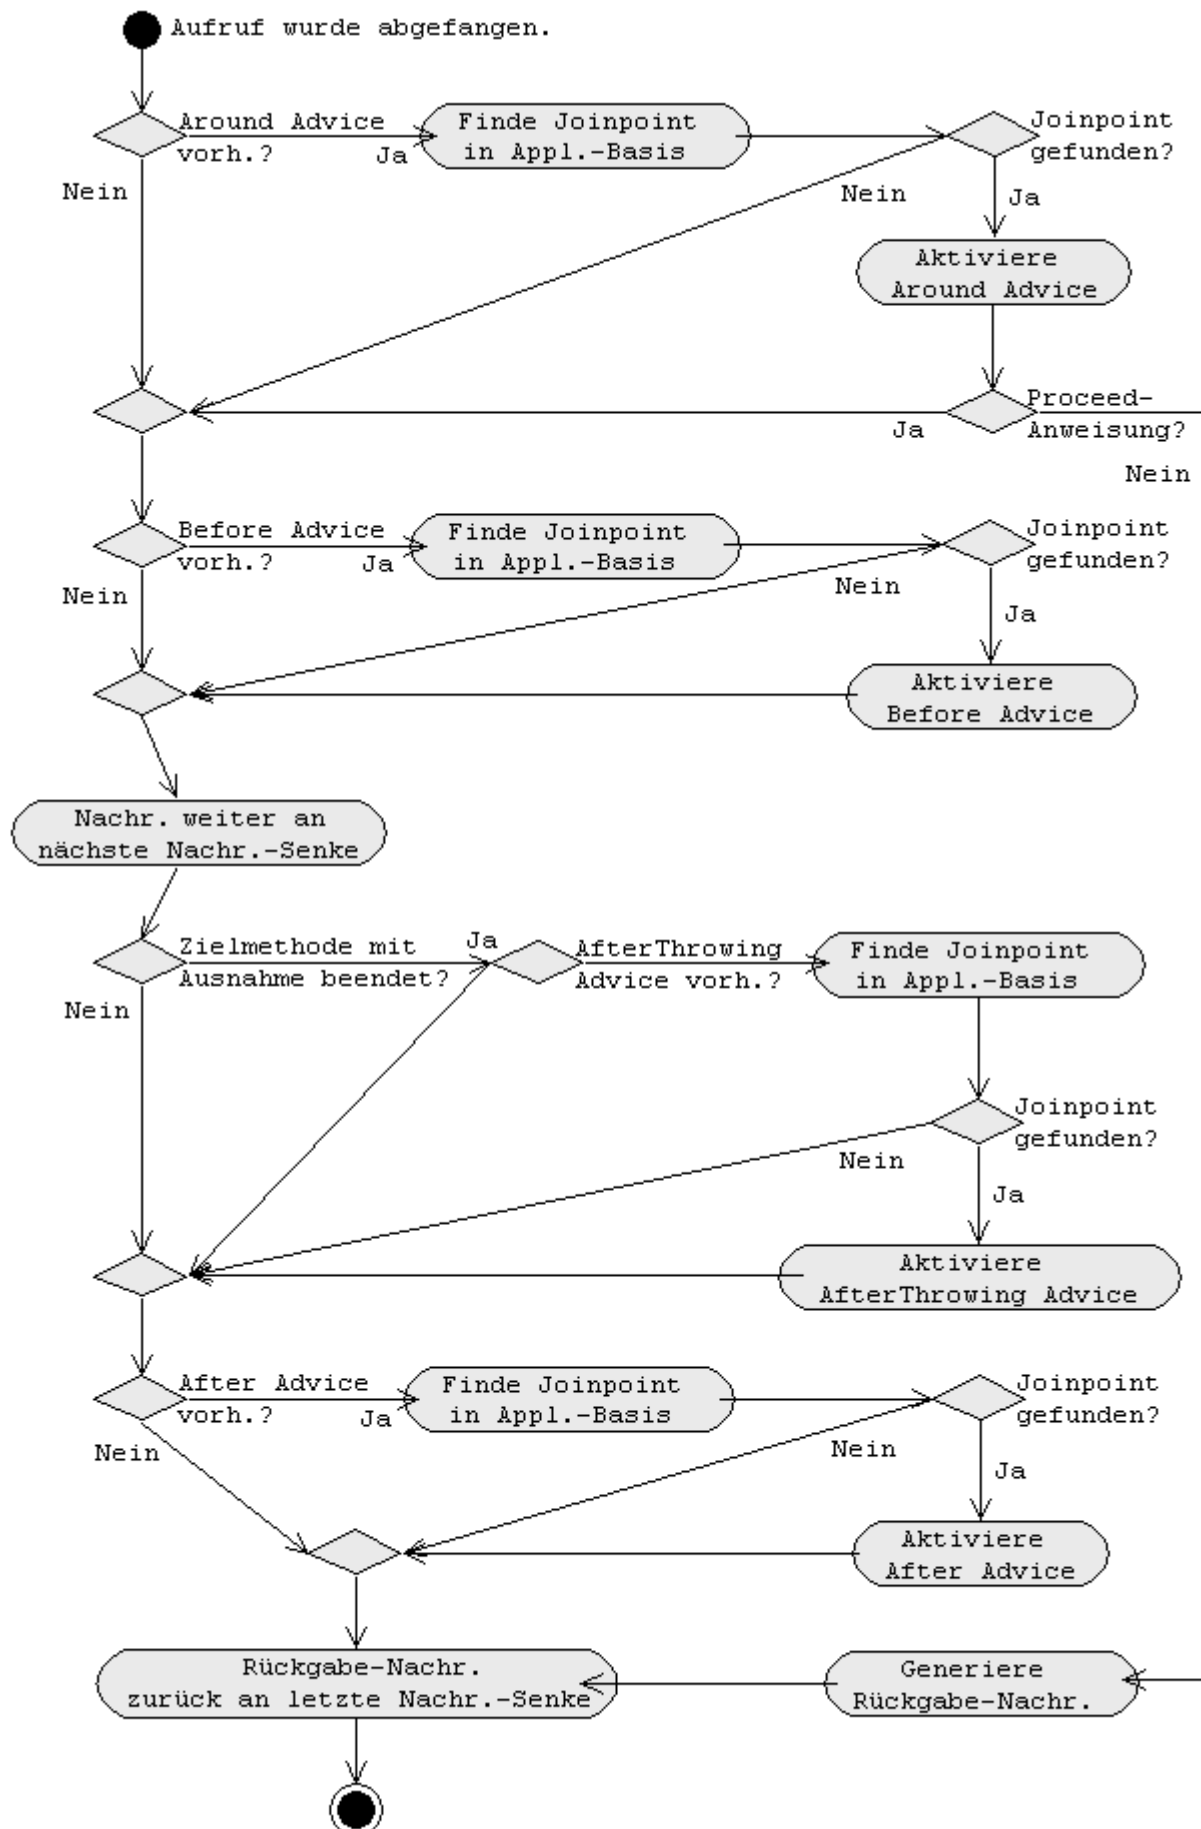 Aufruf wurde abgefangen.
Around Advice
vorh.?
Ja
Nein
Finde Joinpoint
in Appl.-Basis
Joinpoint
gefunden?
Nein
Ja
Aktiviere
Around Advice
Proceed-
Anweisung?
Ja
Nein
Before Advice
vorh.?
Ja
Nein
Finde Joinpoint
in Appl.-Basis
Joinpoint
gefunden?
Nein
Ja
Aktiviere
Before Advice
Nachr. weiter an
nächste Nachr.-Senke
Zielmethode mit
Ausnahme beendet?
Ja
Nein
AfterThrowing
Advice vorh.?
Finde Joinpoint
in Appl.-Basis
Joinpoint
gefunden?
Nein
Ja
Aktiviere
AfterThrowing Advice
After Advice
vorh.?
Ja
Nein
Finde Joinpoint
in Appl.-Basis
Joinpoint
gefunden?
Nein
Ja
Aktiviere
After Advice
Rückgabe-Nachr.
zurück an letzte Nachr.-Senke
Generiere
Rückgabe-Nachr.